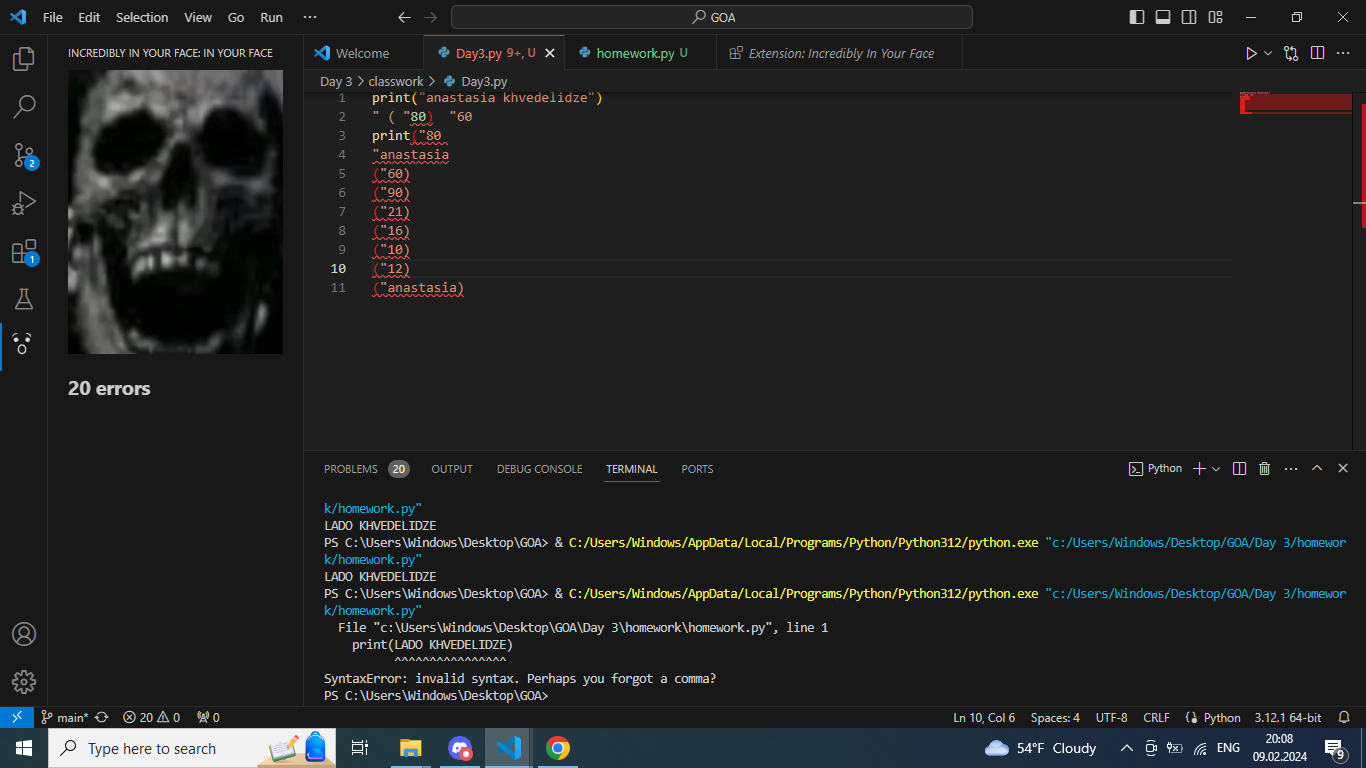 File Edit Selection View Go Run ··· GOA
INCREDIBLY IN YOUR FACE: IN YOUR FACE
20 errors
2
1
Welcome Day3.py 9+, U homework.py U Extension: Incredibly In Your Face
Day 3 > classwork > Day3.py
1 print("anastasia khvedelidze")
2 " ( "80)  "60
3 print("80
4 "anastasia
5 ("60)
6 ("90)
7 ("21)
8 ("16)
9 ("10)
10 ("12)
11 ("anastasia)
PROBLEMS 20 OUTPUT DEBUG CONSOLE TERMINAL PORTS Python
k/homework.py"
LADO KHVEDELIDZE
PS C:\Users\Windows\Desktop\GOA> & C:/Users/Windows/AppData/Local/Programs/Python/Python312/python.exe "c:/Users/Windows/Desktop/GOA/Day 3/homewor
k/homework.py"
LADO KHVEDELIDZE
PS C:\Users\Windows\Desktop\GOA> & C:/Users/Windows/AppData/Local/Programs/Python/Python312/python.exe "c:/Users/Windows/Desktop/GOA/Day 3/homewor
k/homework.py"
File "c:\Users\Windows\Desktop\GOA\Day 3\homework\homework.py", line 1
print(LADO KHVEDELIDZE)
^^^^^^^^^^^^^^^^
SyntaxError: invalid syntax. Perhaps you forgot a comma?
PS C:\Users\Windows\Desktop\GOA>
main* 20 0 0 Ln 10, Col 6 Spaces: 4 UTF-8 CRLF Python 3.12.1 64-bit
Type here to search 54°F Cloudy ENG 20:08
09.02.2024 9